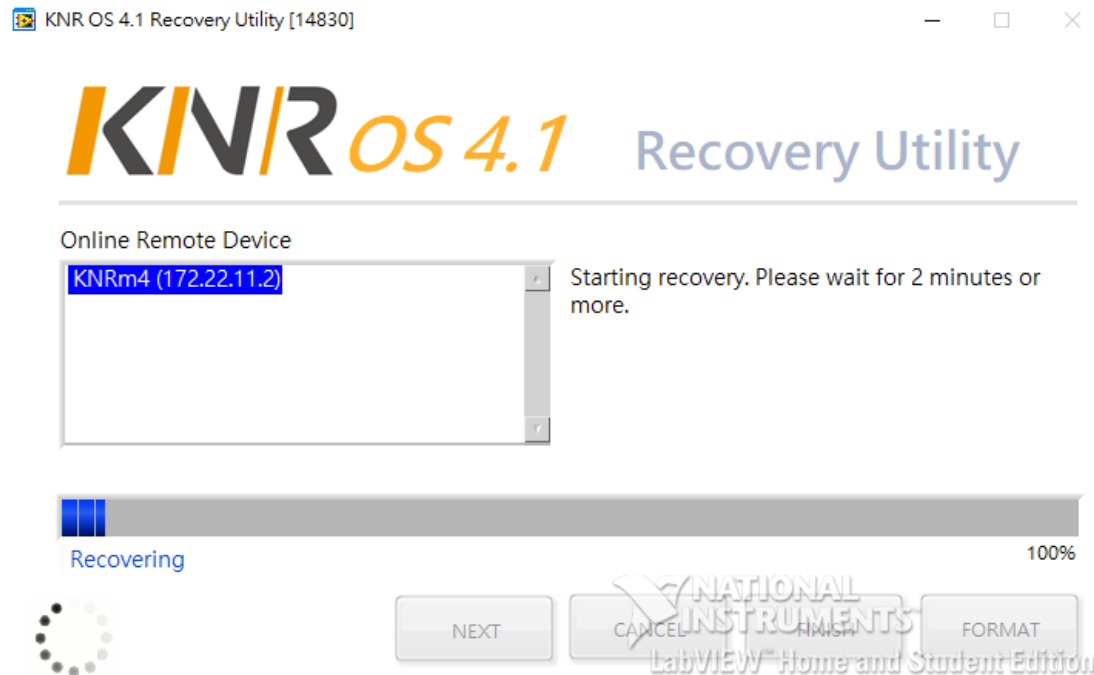 KNR OS 4.1 Recovery Utility [14830]
KNR OS 4.1 Recovery Utility
Online Remote Device
KNRm4 (172.22.11.2)
Starting recovery. Please wait for 2 minutes or
more.
Recovering
100%
NEXT
CANCEL
FINISH
FORMAT
NATIONAL
INSTRUMENTS™
LabVIEW™ Home and Student Edition